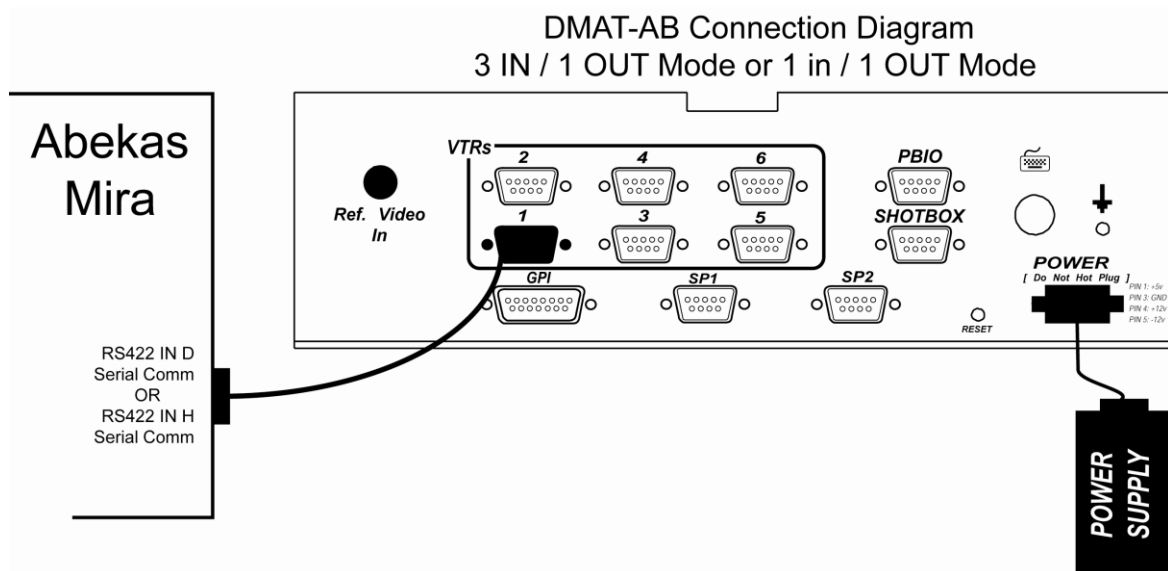 DMAT-AB Connection Diagram
3 IN / 1 OUT Mode or 1 in / 1 OUT Mode
Abekas
Mira
VTRs
2
4
6
PBIO
Ref. Video
In
1
3
5
SHOTBOX
GPI
SP1
SP2
POWER
[ Do Not Hot Plug ]
PIN 1: +5v
PIN 3: GND
PIN 4: +12v
PIN 5: -12v
RESET
RS422 IN D
Serial Comm
OR
RS422 IN H
Serial Comm
POWER
SUPPLY